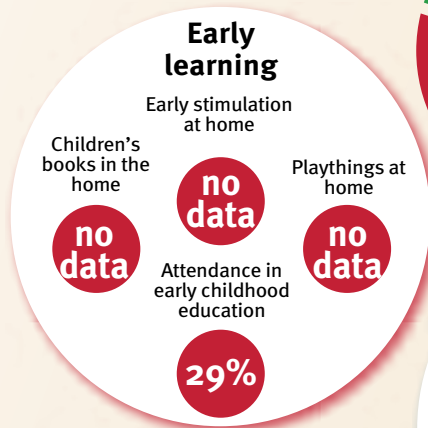 Early
learning
Early stimulation
at home
no
data
Children’s
books in the
home
no
data
Playthings at
home
no
data
Attendance in
early childhood
education
29%